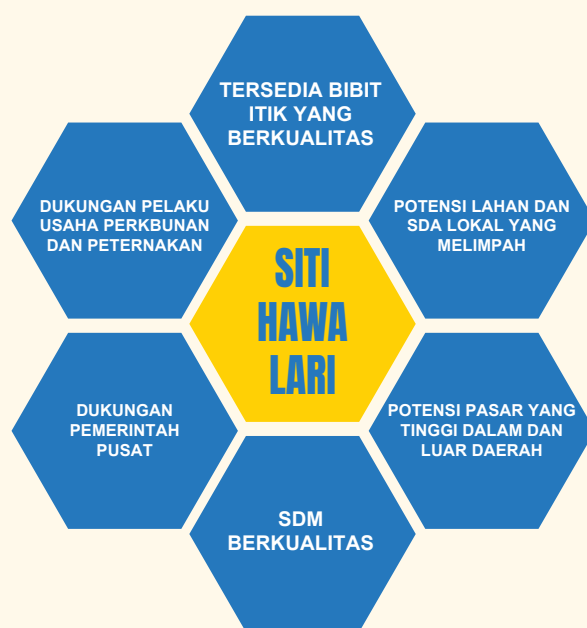 TERSEDIA BIBIT
ITIK YANG
BERKUALITAS
DUKUNGAN PELAKU
USAHA PERKBUNAN
DAN PETERNAKAN
POTENSI LAHAN DAN
SDA LOKAL YANG
MELIMPAH
SITI
HAWA
LARI
DUKUNGAN
PEMERINTAH
PUSAT
POTENSI PASAR YANG
TINGGI DALAM DAN
LUAR DAERAH
SDM
BERKUALITAS